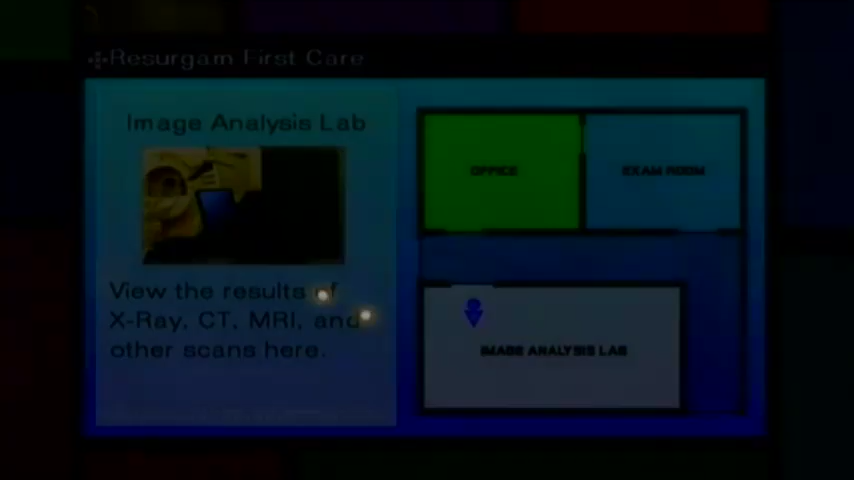 Resurgam First Care
Image Analysis Lab
OFFICE
EXAM ROOM
View the results of
X-Ray, CT, MRI, and
other scans here.
IMAGE ANALYSIS LAB